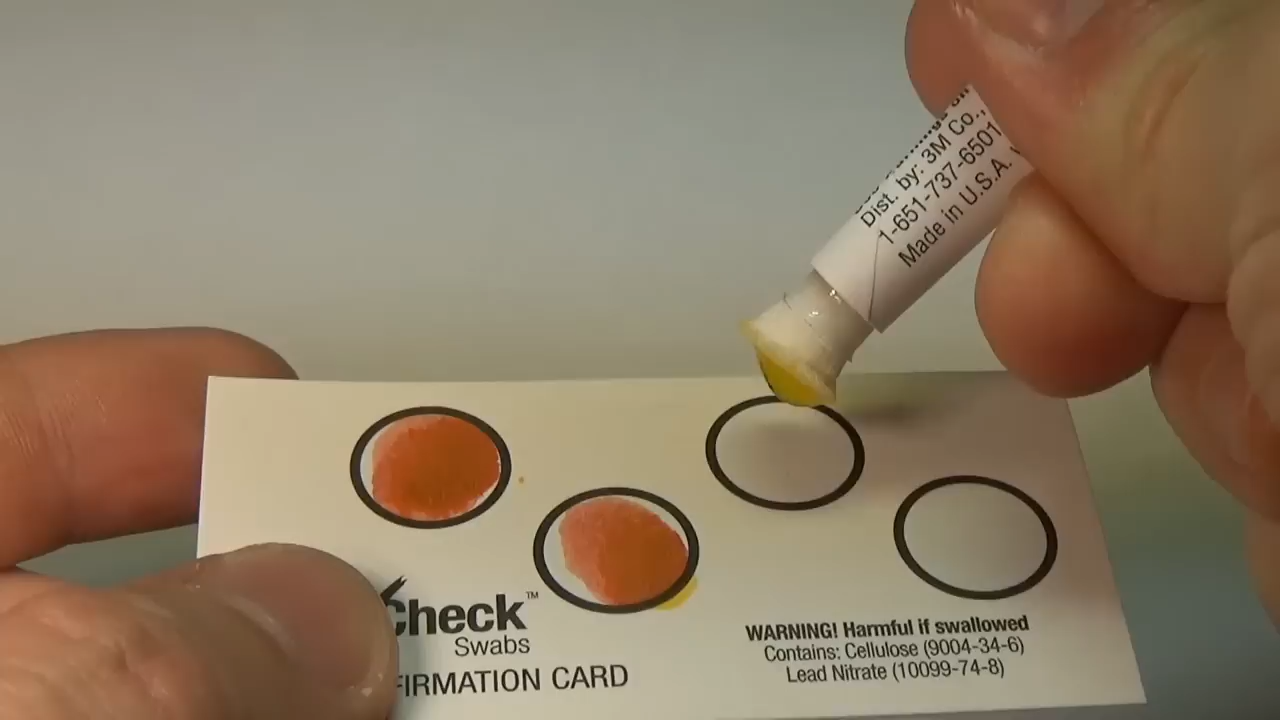 Dist. by: 3M Co.,
1-651-737-6501
Made in U.S.A.
Check™
Swabs
FIRMATION CARD
WARNING! Harmful if swallowed
Contains: Cellulose (9004-34-6)
Lead Nitrate (10099-74-8)